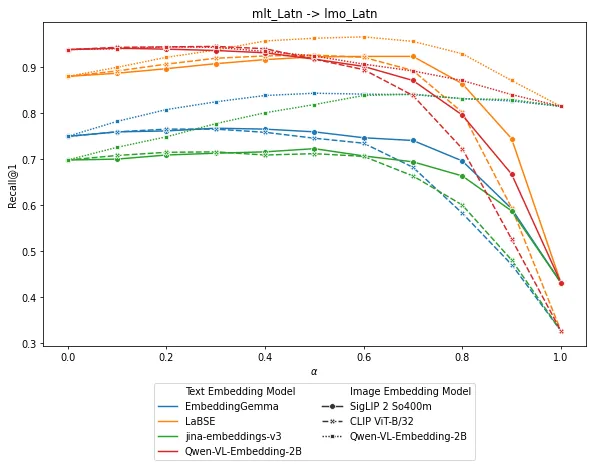 mlt_Latn -> lmo_Latn
Recall@1
0.9
0.8
0.7
0.6
0.5
0.4
0.3
0.0 0.2 0.4 0.6 0.8 1.0
α
Text Embedding Model
EmbeddingGemma
LaBSE
jina-embeddings-v3
Qwen-VL-Embedding-2B
Image Embedding Model
SigLIP 2 So400m
CLIP ViT-B/32
Qwen-VL-Embedding-2B